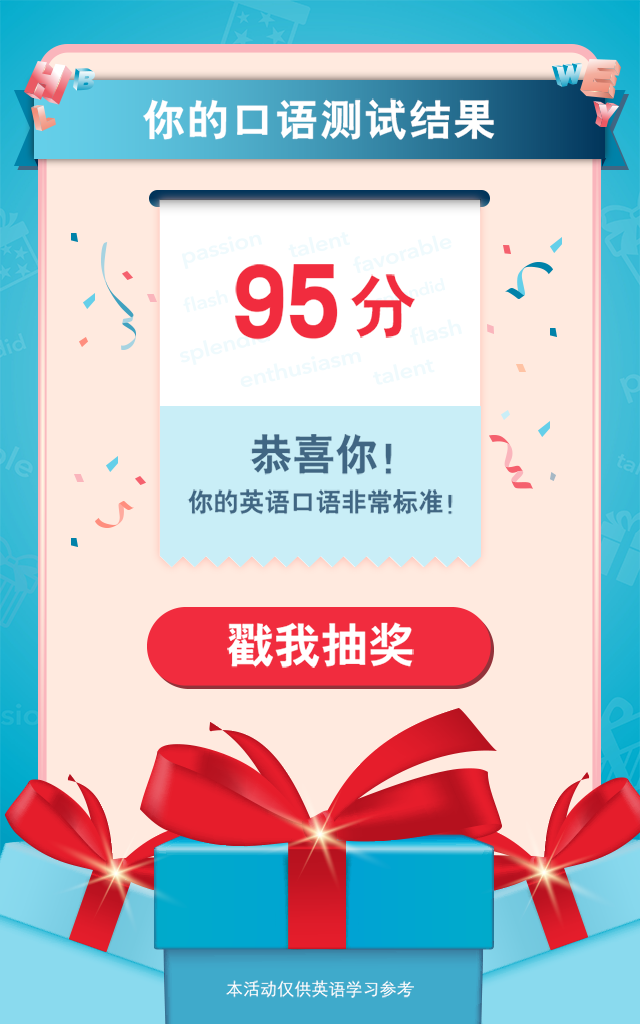 H B
L
W E
Y
你的口语测试结果
passion
talent
favorable
flash
95分
splend
flash
enthusiasm
talent
恭喜你!
你的英语口语非常标准!
戳我抽奖
本活动仅供英语学习参考